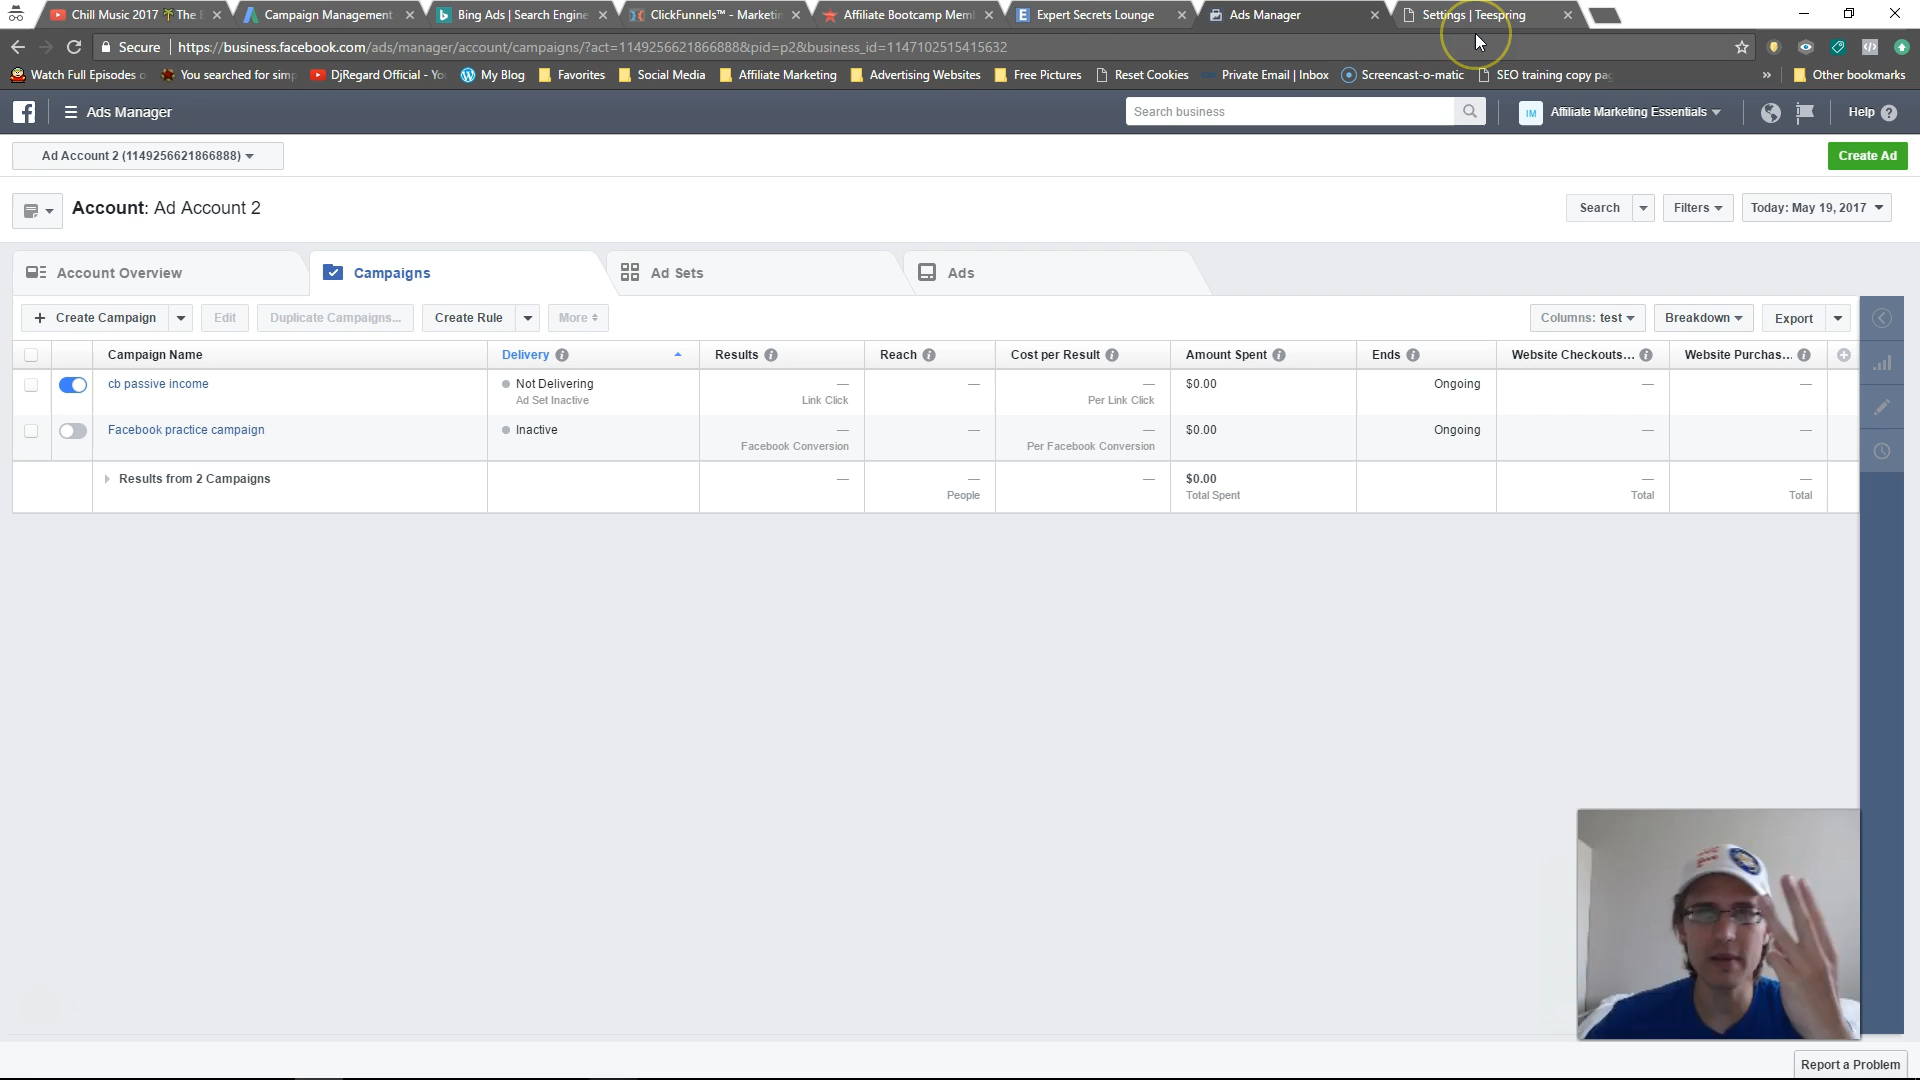 Chill Music 2017 🌴The B
Campaign Management
Bing Ads | Search Engine
ClickFunnels™ - Marketin
Affiliate Bootcamp Mem
Expert Secrets Lounge
Ads Manager
Settings | Teespring
Secure
https://business.facebook.com/ads/manager/account/campaigns/?act=1149256621866888&pid=p2&business_id=1147102515415632
Watch Full Episodes o
You searched for simp
DjRegard Official - Yo
My Blog
Favorites
Social Media
Affiliate Marketing
Advertising Websites
Free Pictures
Reset Cookies
Private Email | Inbox
Screencast-o-matic
SEO training copy pag
»
Other bookmarks
Ads Manager
Search business
IM
Affiliate Marketing Essentials
Help
Ad Account 2 (1149256621866888)
Create Ad
Account: Ad Account 2
Search
Filters
Today: May 19, 2017
Account Overview
Campaigns
Ad Sets
Ads
+ Create Campaign
Edit
Duplicate Campaigns...
Create Rule
More
Columns: test
Breakdown
Export
Campaign Name
Delivery
Results
Reach
Cost per Result
Amount Spent
Ends
Website Checkouts...
Website Purchas...
cb passive income
Not Delivering
— — — $0.00 Ongoing — —
Ad Set Inactive
Link Click
Per Link Click
Facebook practice campaign
Inactive
— — — $0.00 Ongoing — —
Facebook Conversion
Per Facebook Conversion
Results from 2 Campaigns
— — — $0.00 — —
People
Total Spent
Total
Total
Report a Problem